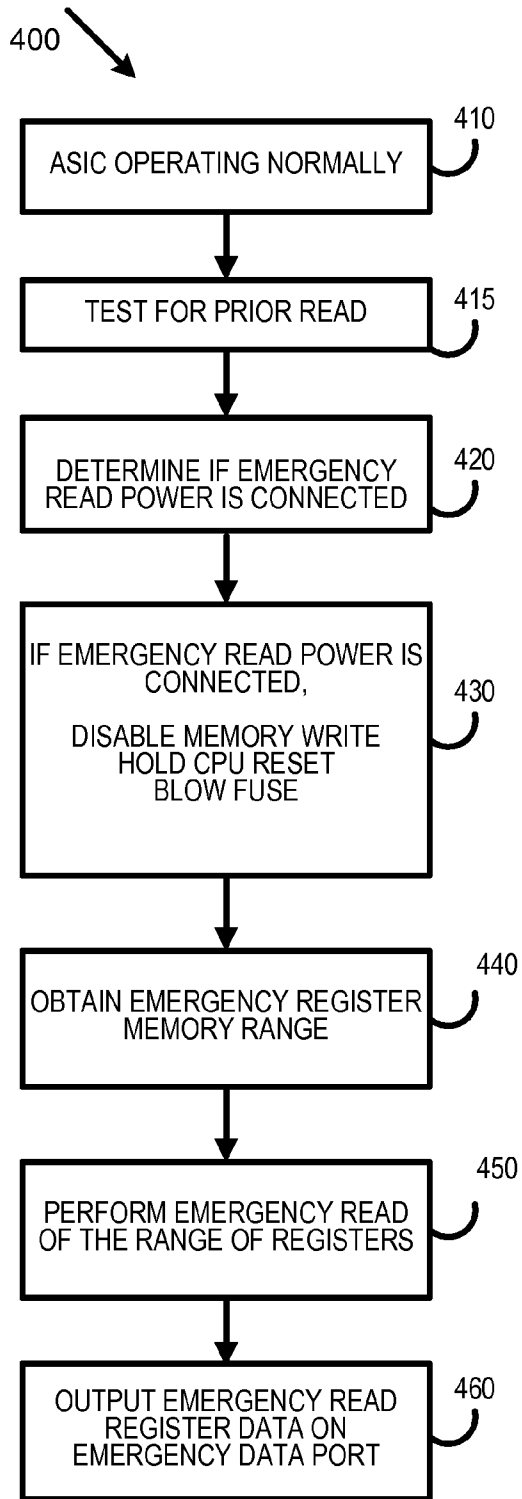 400
410
ASIC OPERATING NORMALLY
415
TEST FOR PRIOR READ
420
DETERMINE IF EMERGENCY
READ POWER IS CONNECTED
430
IF EMERGENCY READ POWER IS
CONNECTED,
DISABLE MEMORY WRITE
HOLD CPU RESET
BLOW FUSE
440
OBTAIN EMERGENCY REGISTER
MEMORY RANGE
450
PERFORM EMERGENCY READ
OF THE RANGE OF REGISTERS
460
OUTPUT EMERGENCY READ
REGISTER DATA ON
EMERGENCY DATA PORT